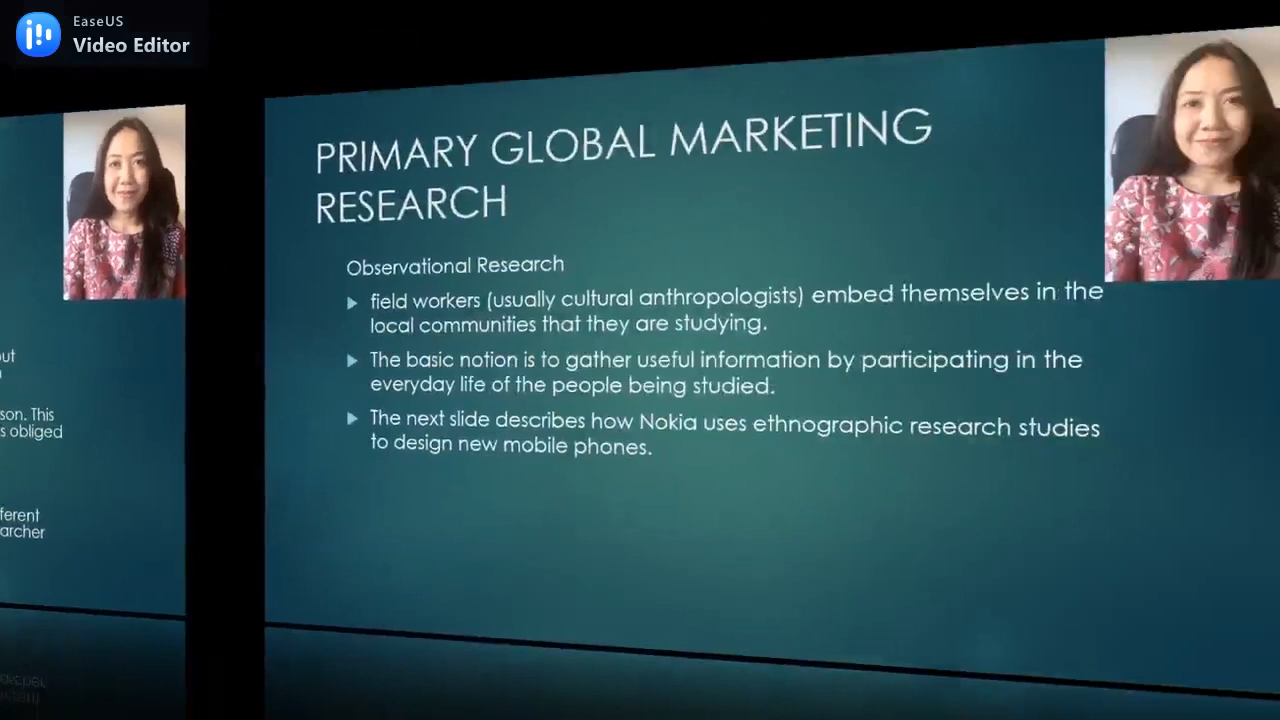 EaseUS
Video Editor
PRIMARY GLOBAL MARKETING
RESEARCH
Observational Research
field workers (usually cultural anthropologists) embed themselves in the
local communities that they are studying.
The basic notion is to gather useful information by participating in the
everyday life of the people being studied.
The next slide describes how Nokia uses ethnographic research studies
to design new mobile phones.
son. This
s obliged